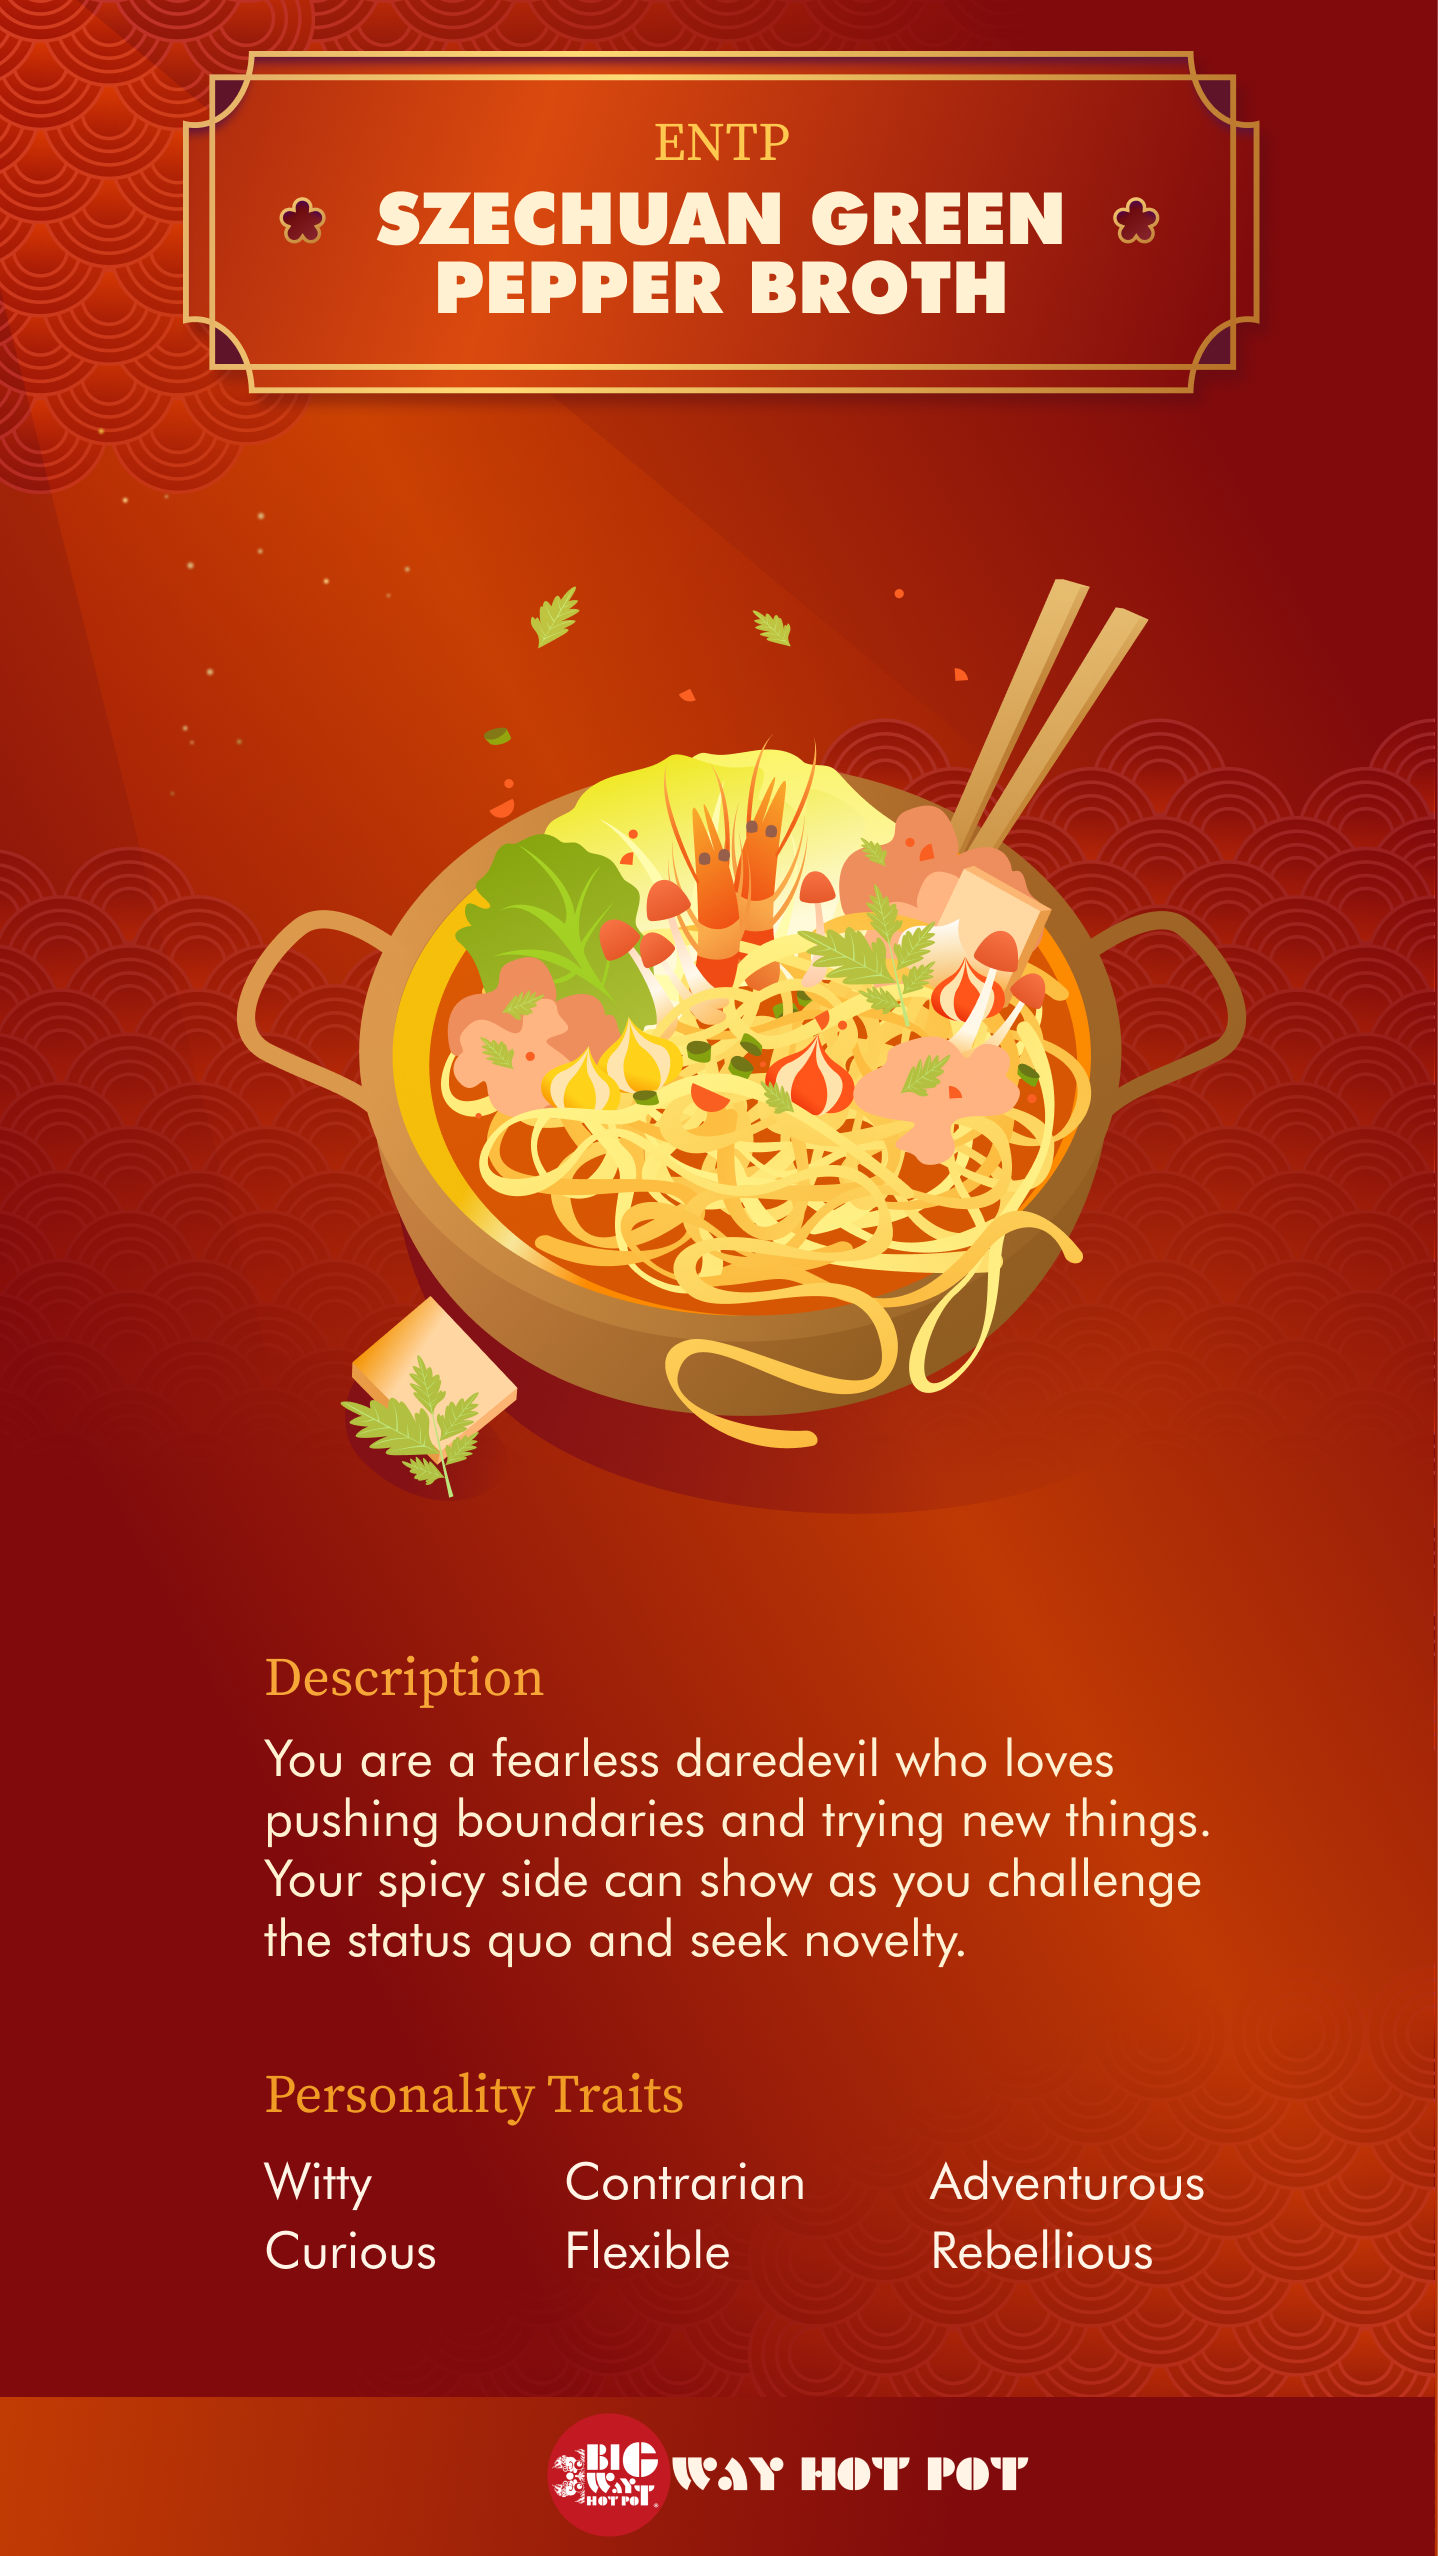 ENTP
SZECHUAN GREEN
PEPPER BROTH
Description
You are a fearless daredevil who loves
pushing boundaries and trying new things.
Your spicy side can show as you challenge
the status quo and seek novelty.
Personality Traits
Witty Contrarian Adventurous
Curious Flexible Rebellious
BIG
WAY
HOT POT
WAY HOT POT